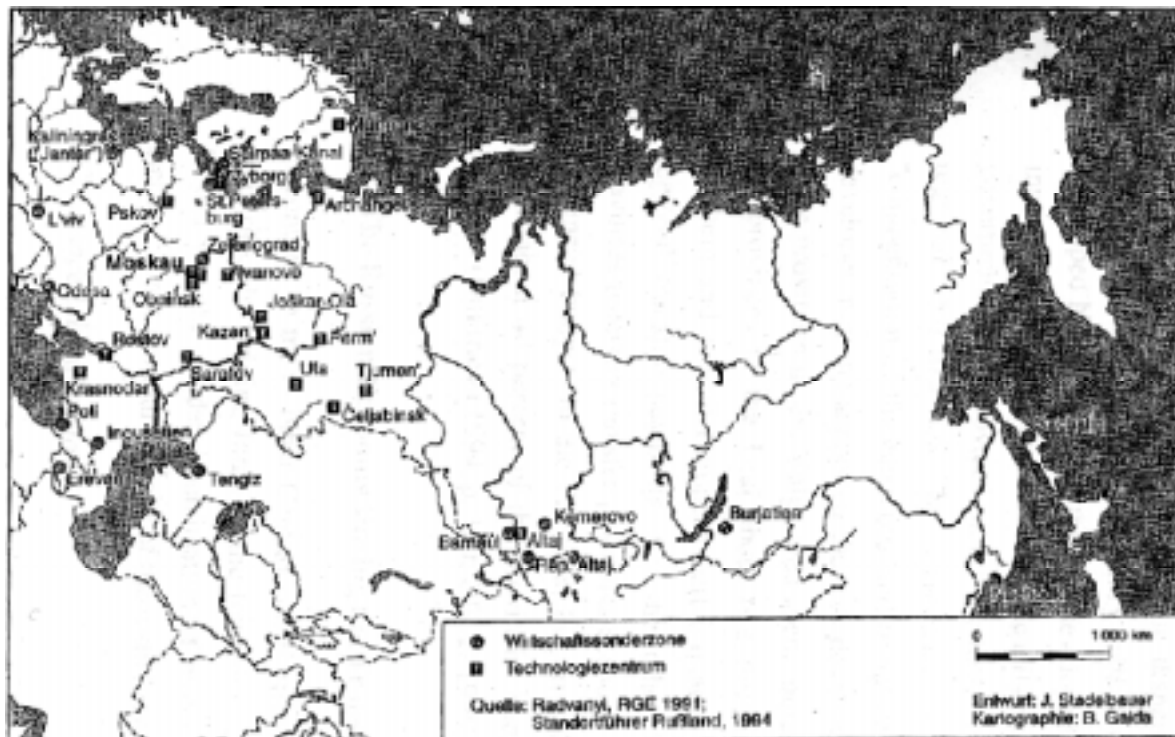 Kaliningrad
("Jantar")
Saimaa-Kanal
Vyborg
St. Peters-
burg
Archangel
L'viv
Pskov
Zelenograd
Moskau
Ivanovo
Odesa
Obninsk
Joškar-Ola
Kazan
Perm'
Rostov
Saratov
Ufa
Tjumen'
Krasnodar
Čeljabinsk
Poti
Erevan
Tengiz
Kemerovo
Burjatien
Barnaul
Altaj
Rep. Altaj
Wirtschaftssonderzone
0 1 000 km
Technologiezentrum
Quelle: Radvanyi, RGE 1991;
Standortführer Rußland, 1994
Entwurf: J. Stadelbauer
Kartographie: B. Gaida